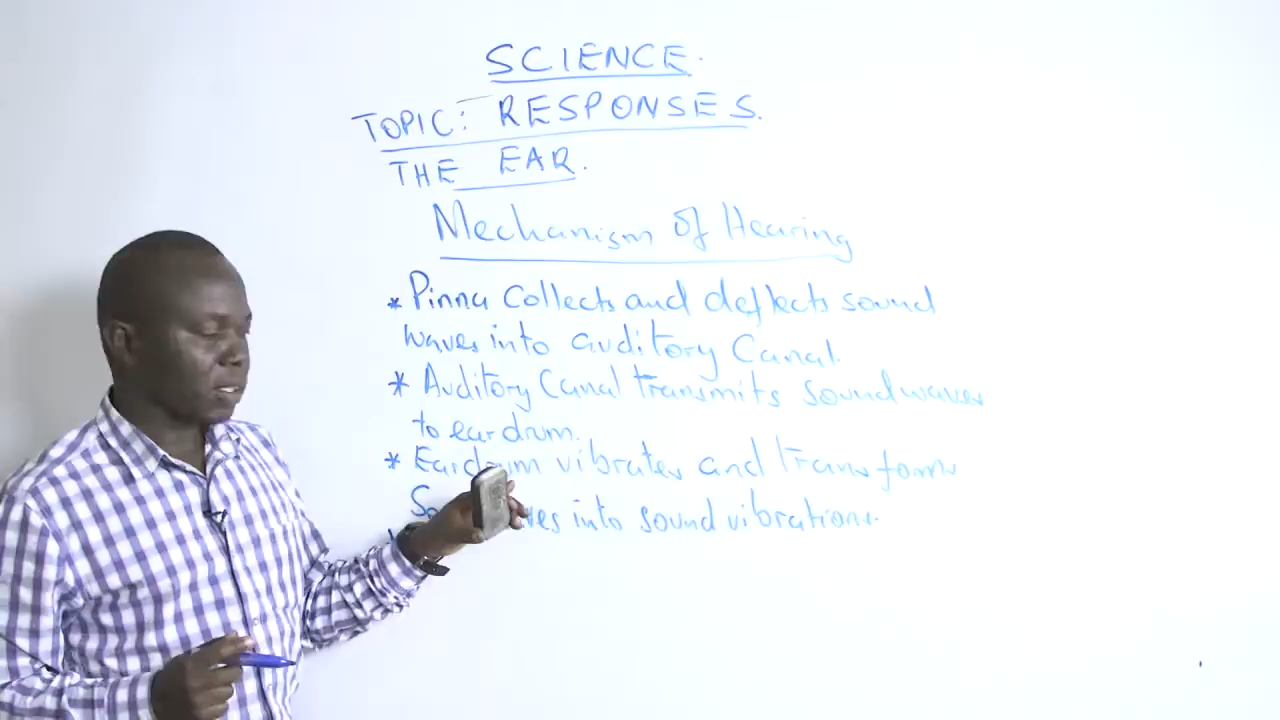 SCIENCE.
TOPIC: RESPONSES.
THE EAR.
Mechanism of Hearing
* Pinna Collects and deflects sound
waves into auditory Canal.
* Auditory Canal transmits sound waves
to ear drum.
* Eardrum vibrates and transforms
into sound vibrations.